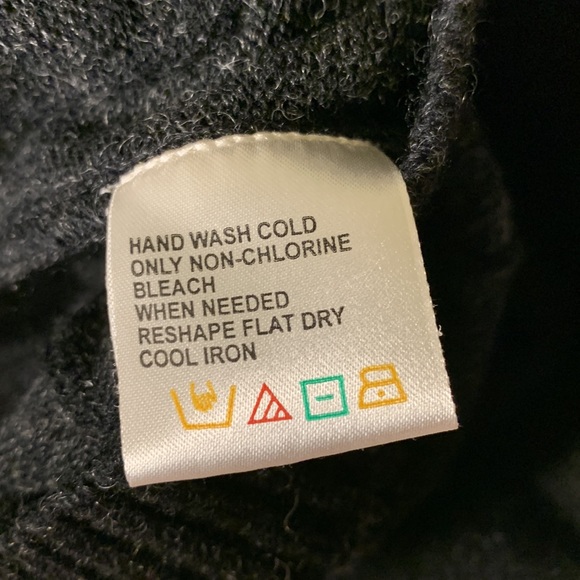 HAND WASH COLD
ONLY NON-CHLORINE
BLEACH
WHEN NEEDED
RESHAPE FLAT DRY
COOL IRON